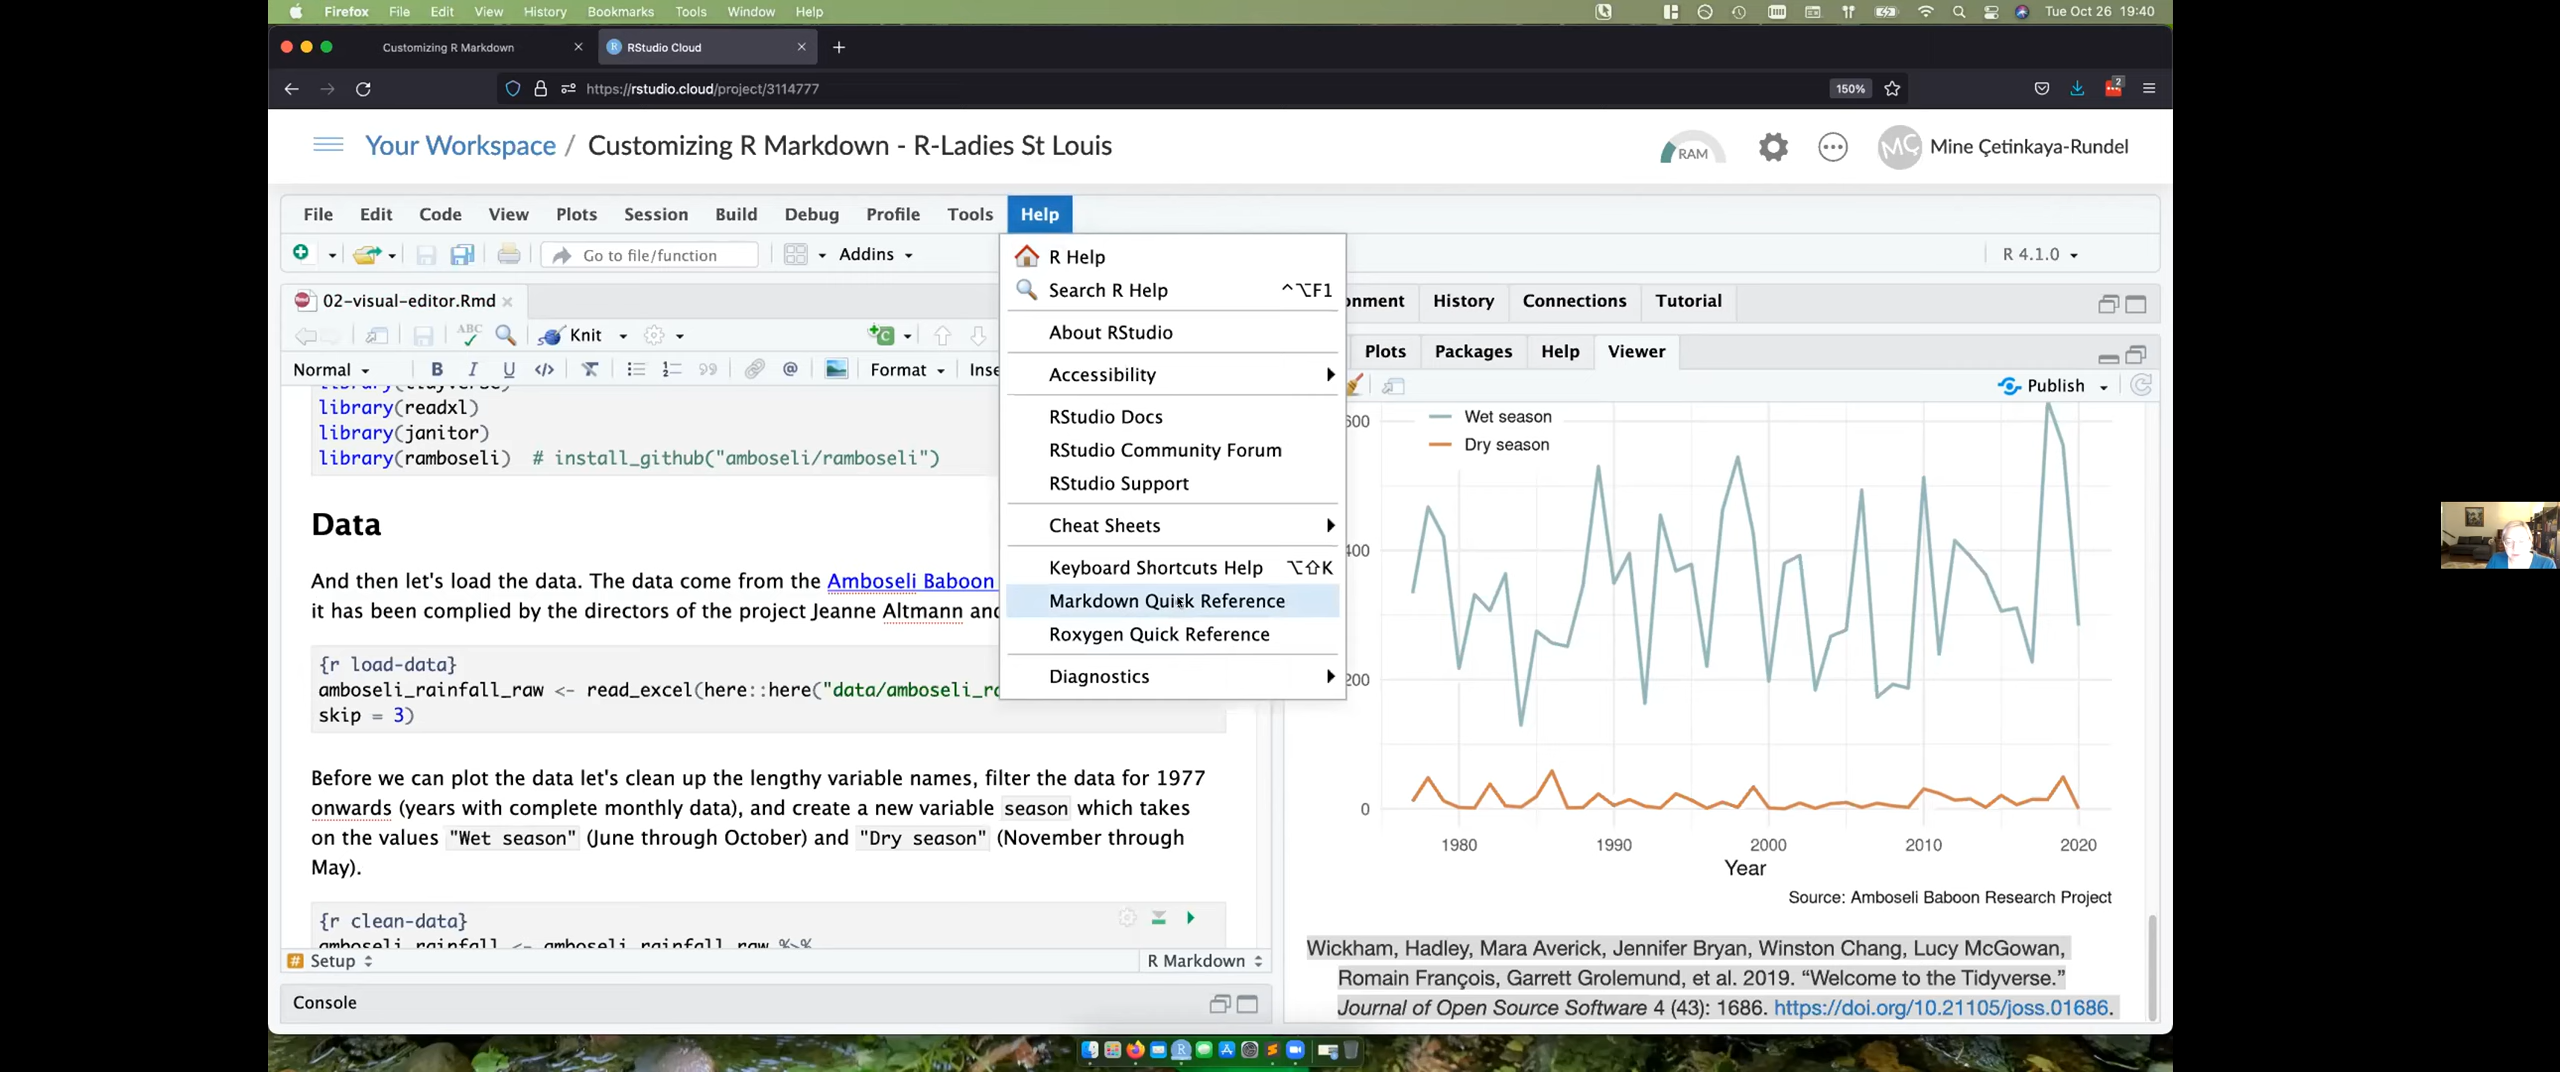 Firefox File Edit View History Bookmarks Tools Window Help
Tue Oct 26 19:40
Customizing R Markdown
RStudio Cloud
https://rstudio.cloud/project/3114777
150%
2
Your Workspace / Customizing R Markdown - R-Ladies St Louis
RAM
MÇ
Mine Çetinkaya-Rundel
File Edit Code View Plots Session Build Debug Profile Tools Help
Go to file/function
Addins
R 4.1.0
R Help
Search R Help ^⌥F1
About RStudio
Accessibility
RStudio Docs
RStudio Community Forum
RStudio Support
Cheat Sheets
Keyboard Shortcuts Help ⌥⇧K
Markdown Quick Reference
Roxygen Quick Reference
Diagnostics
02-visual-editor.Rmd
ABC
Knit
Normal
B I U </>
Format
library(readxl)
library(janitor)
library(ramboseli) # install_github("amboseli/ramboseli")
Data
And then let's load the data. The data come from the Amboseli Baboon
it has been complied by the directors of the project Jeanne Altmann and
{r load-data}
amboseli_rainfall_raw <- read_excel(here::here("data/amboseli_ra
skip = 3)
Before we can plot the data let's clean up the lengthy variable names, filter the data for 1977
onwards (years with complete monthly data), and create a new variable season which takes
on the values "Wet season" (June through October) and "Dry season" (November through
May).
{r clean-data}
amboseli_rainfall <- amboseli_rainfall_raw %>%
# Setup
R Markdown
Console
History Connections Tutorial
Plots Packages Help Viewer
Publish
Wet season
Dry season
400
200
0
1980 1990 2000 2010 2020
Year
Source: Amboseli Baboon Research Project
Wickham, Hadley, Mara Averick, Jennifer Bryan, Winston Chang, Lucy McGowan,
Romain François, Garrett Grolemund, et al. 2019. “Welcome to the Tidyverse.”
Journal of Open Source Software 4 (43): 1686. https://doi.org/10.21105/joss.01686.